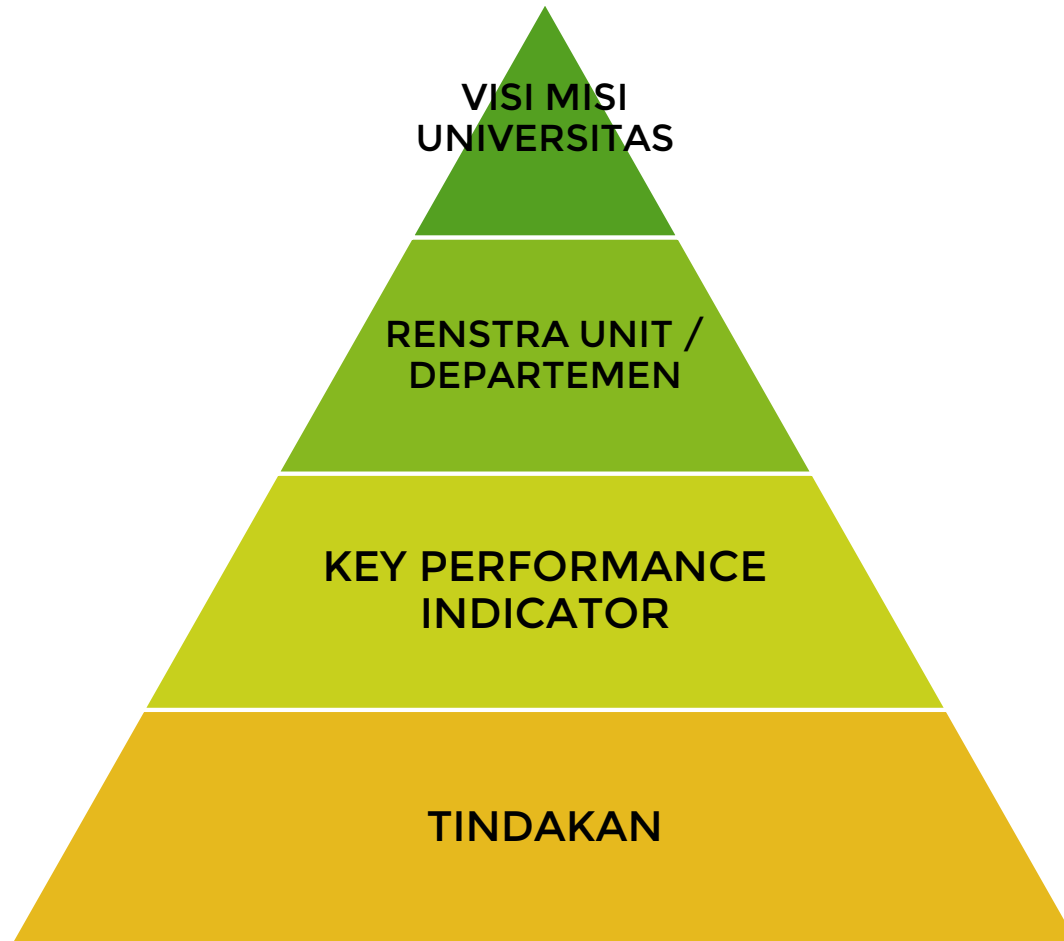 VISI MISI
UNIVERSITAS
RENSTRA UNIT /
DEPARTEMEN
KEY PERFORMANCE
INDICATOR
TINDAKAN